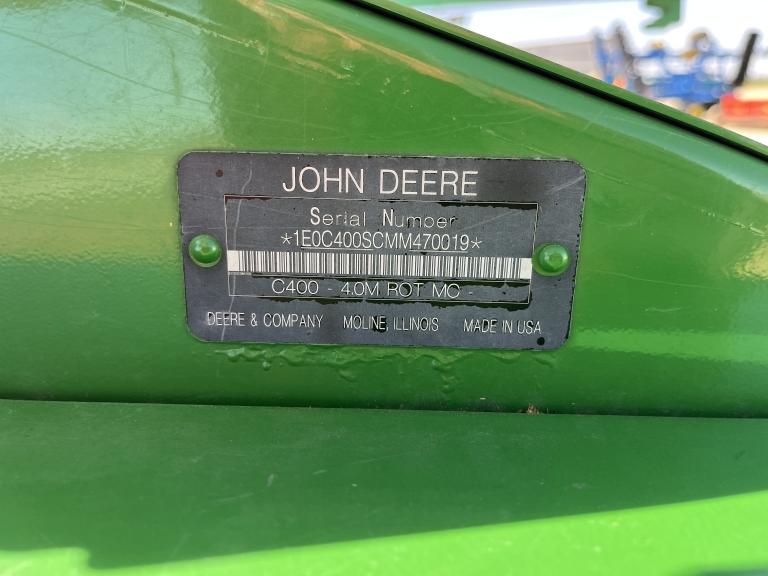 JOHN DEERE
Serial Number
*1E0C400SCMM470019*
C400 - 4.0M ROT MC -
DEERE & COMPANY MOLINE, ILLINOIS MADE IN USA